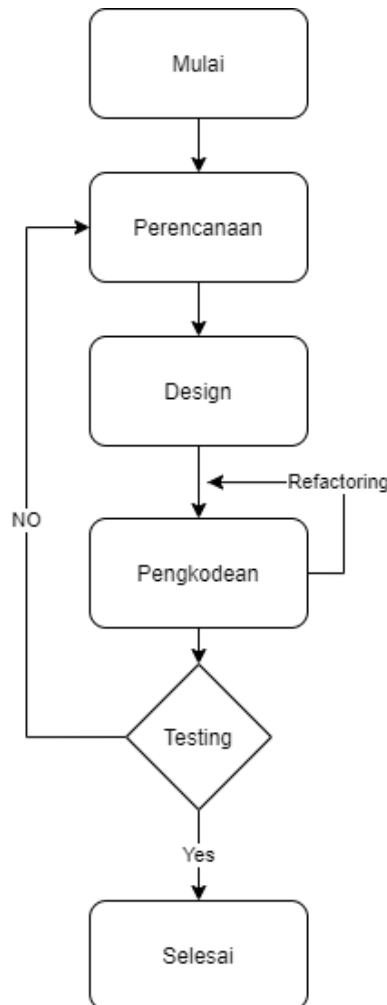 Mulai
Perencanaan
Design
Refactoring
NO
Pengkodean
Testing
Yes
Selesai